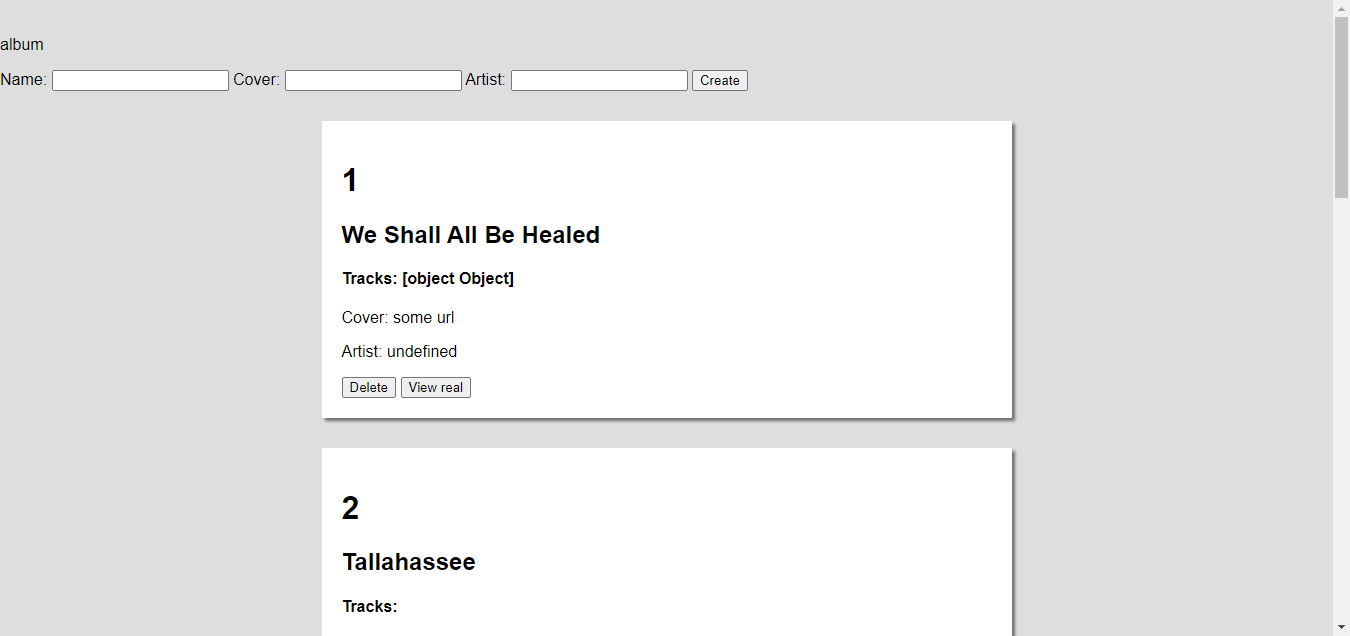 album
Name: Cover: Artist: Create
1
We Shall All Be Healed
Tracks: [object Object]
Cover: some url
Artist: undefined
Delete View real
2
Tallahassee
Tracks: